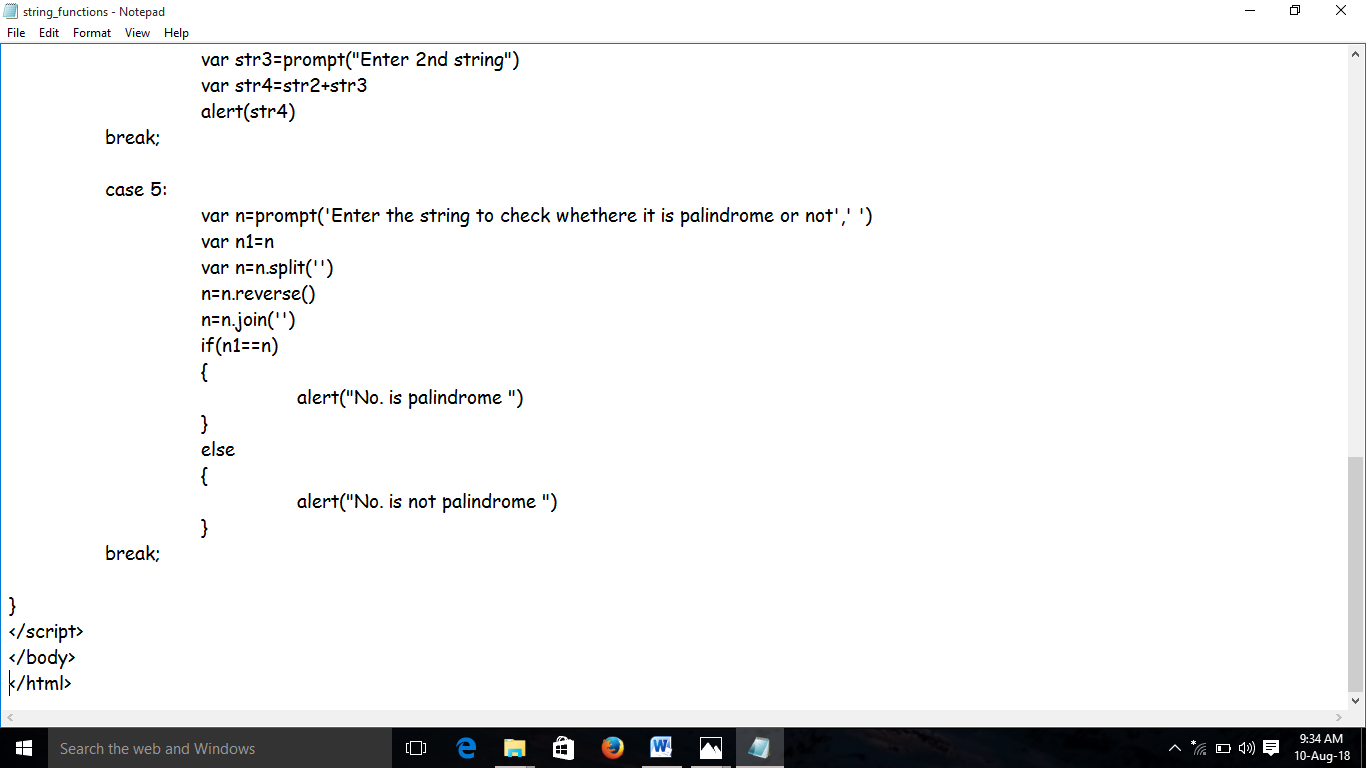 string_functions - Notepad
File Edit Format View Help
var str3=prompt("Enter 2nd string")
var str4=str2+str3
alert(str4)
break;
case 5:
var n=prompt('Enter the string to check whethere it is palindrome or not',' ')
var n1=n
var n=n.split('')
n=n.reverse()
n=n.join('')
if(n1==n)
{
alert("No. is palindrome ")
}
else
{
alert("No. is not palindrome ")
}
break;
}
</script>
</body>
</html>
Search the web and Windows
9:34 AM
10-Aug-18